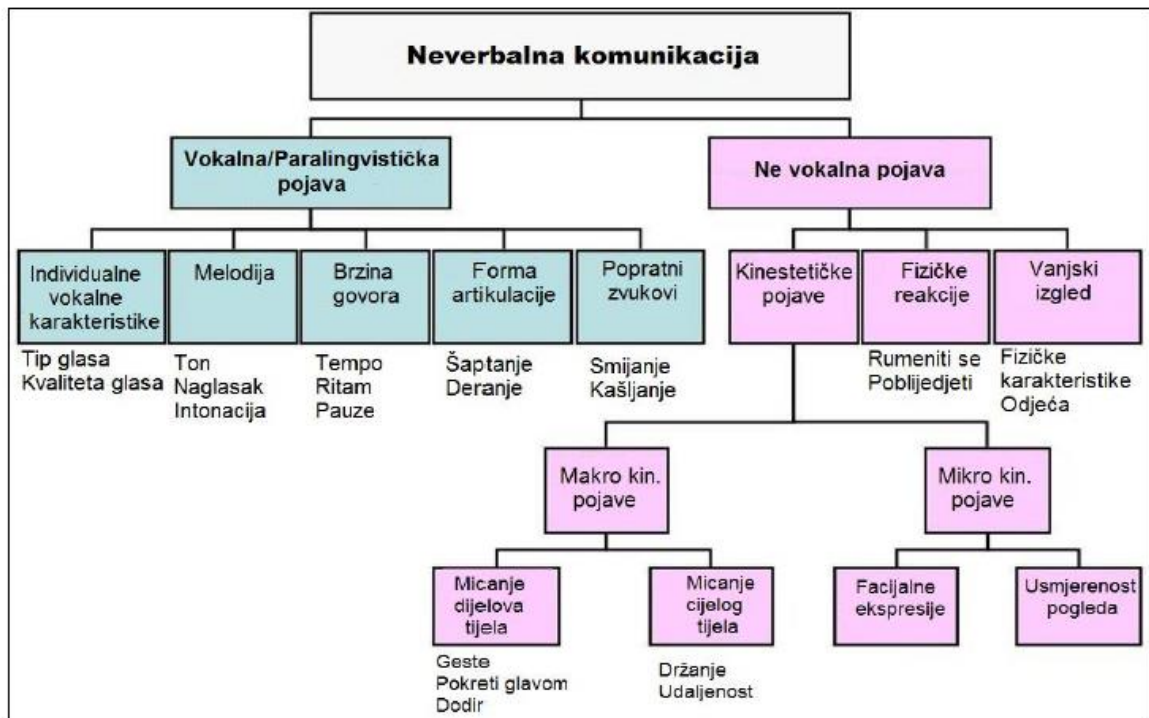 Neverbalna komunikacija
Vokalna/Paralingvistička
pojava
Ne vokalna pojava
Individualne
vokalne
karakteristike
Tip glasa
Kvaliteta glasa
Melodija
Ton
Naglasak
Intonacija
Brzina
govora
Tempo
Ritam
Pauze
Forma
artikulacije
Šaptanje
Deranje
Popratni
zvukovi
Smijanje
Kašljanje
Kinestetičke
pojave
Fizičke
reakcije
Rumeniti se
Poblijedjeti
Vanjski
izgled
Fizičke
karakteristike
Odjeća
Makro kin.
pojave
Mikro kin.
pojave
Micanje
dijelova
tijela
Geste
Pokreti glavom
Dodir
Micanje
cijelog
tijela
Držanje
Udaljenost
Facijalne
ekspresije
Usmjerenost
pogleda